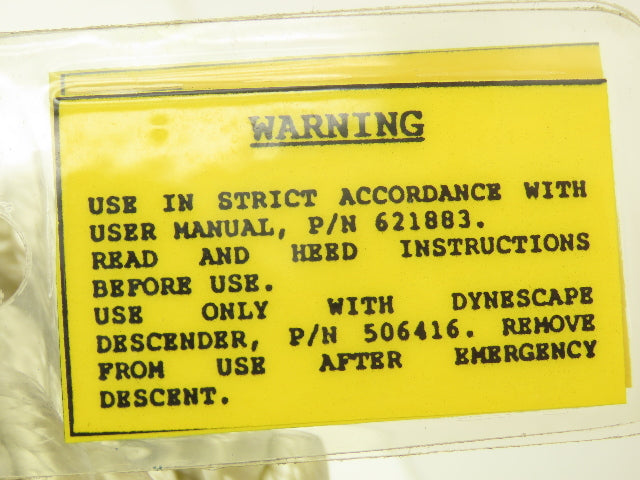 WARNING
USE IN STRICT ACCORDANCE WITH
USER MANUAL, P/N 621883.
READ AND HEED INSTRUCTIONS
BEFORE USE.
USE ONLY WITH DYNESCAPE
DESCENDER, P/N 506416. REMOVE
FROM USE AFTER EMERGENCY
DESCENT.